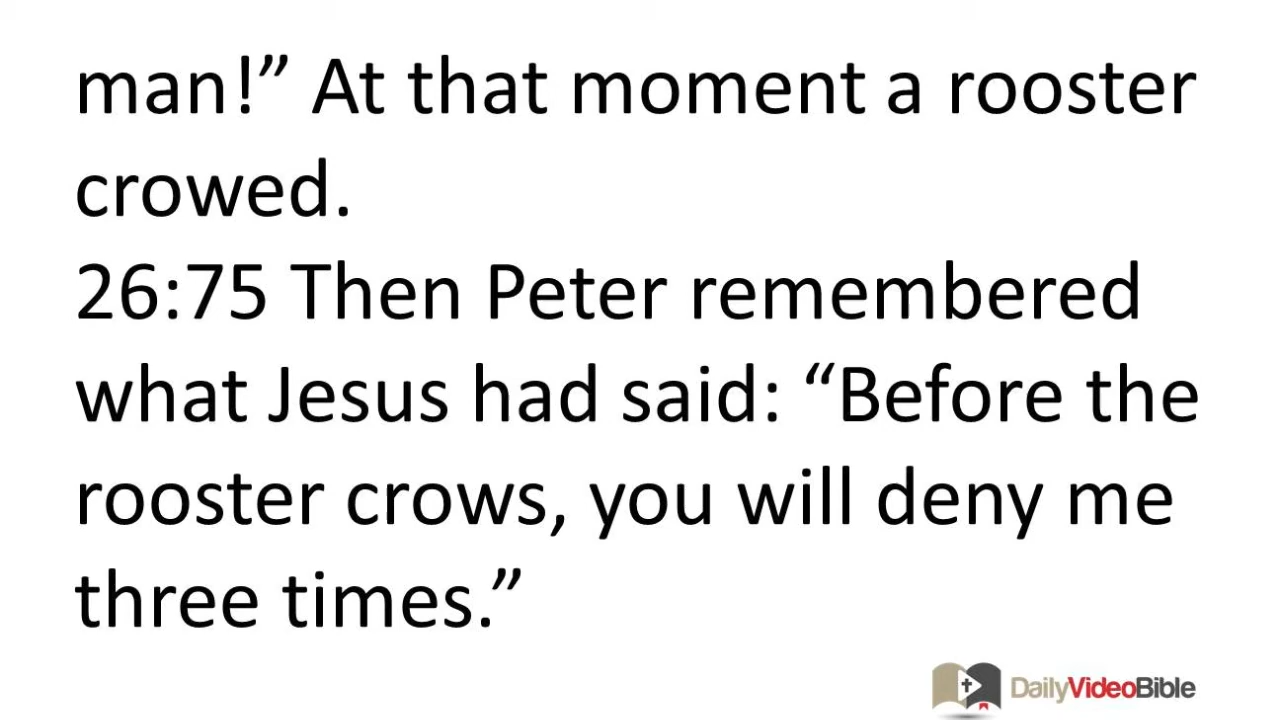 man!” At that moment a rooster
crowed.
26:75 Then Peter remembered
what Jesus had said: “Before the
rooster crows, you will deny me
three times.”
DailyVideoBible